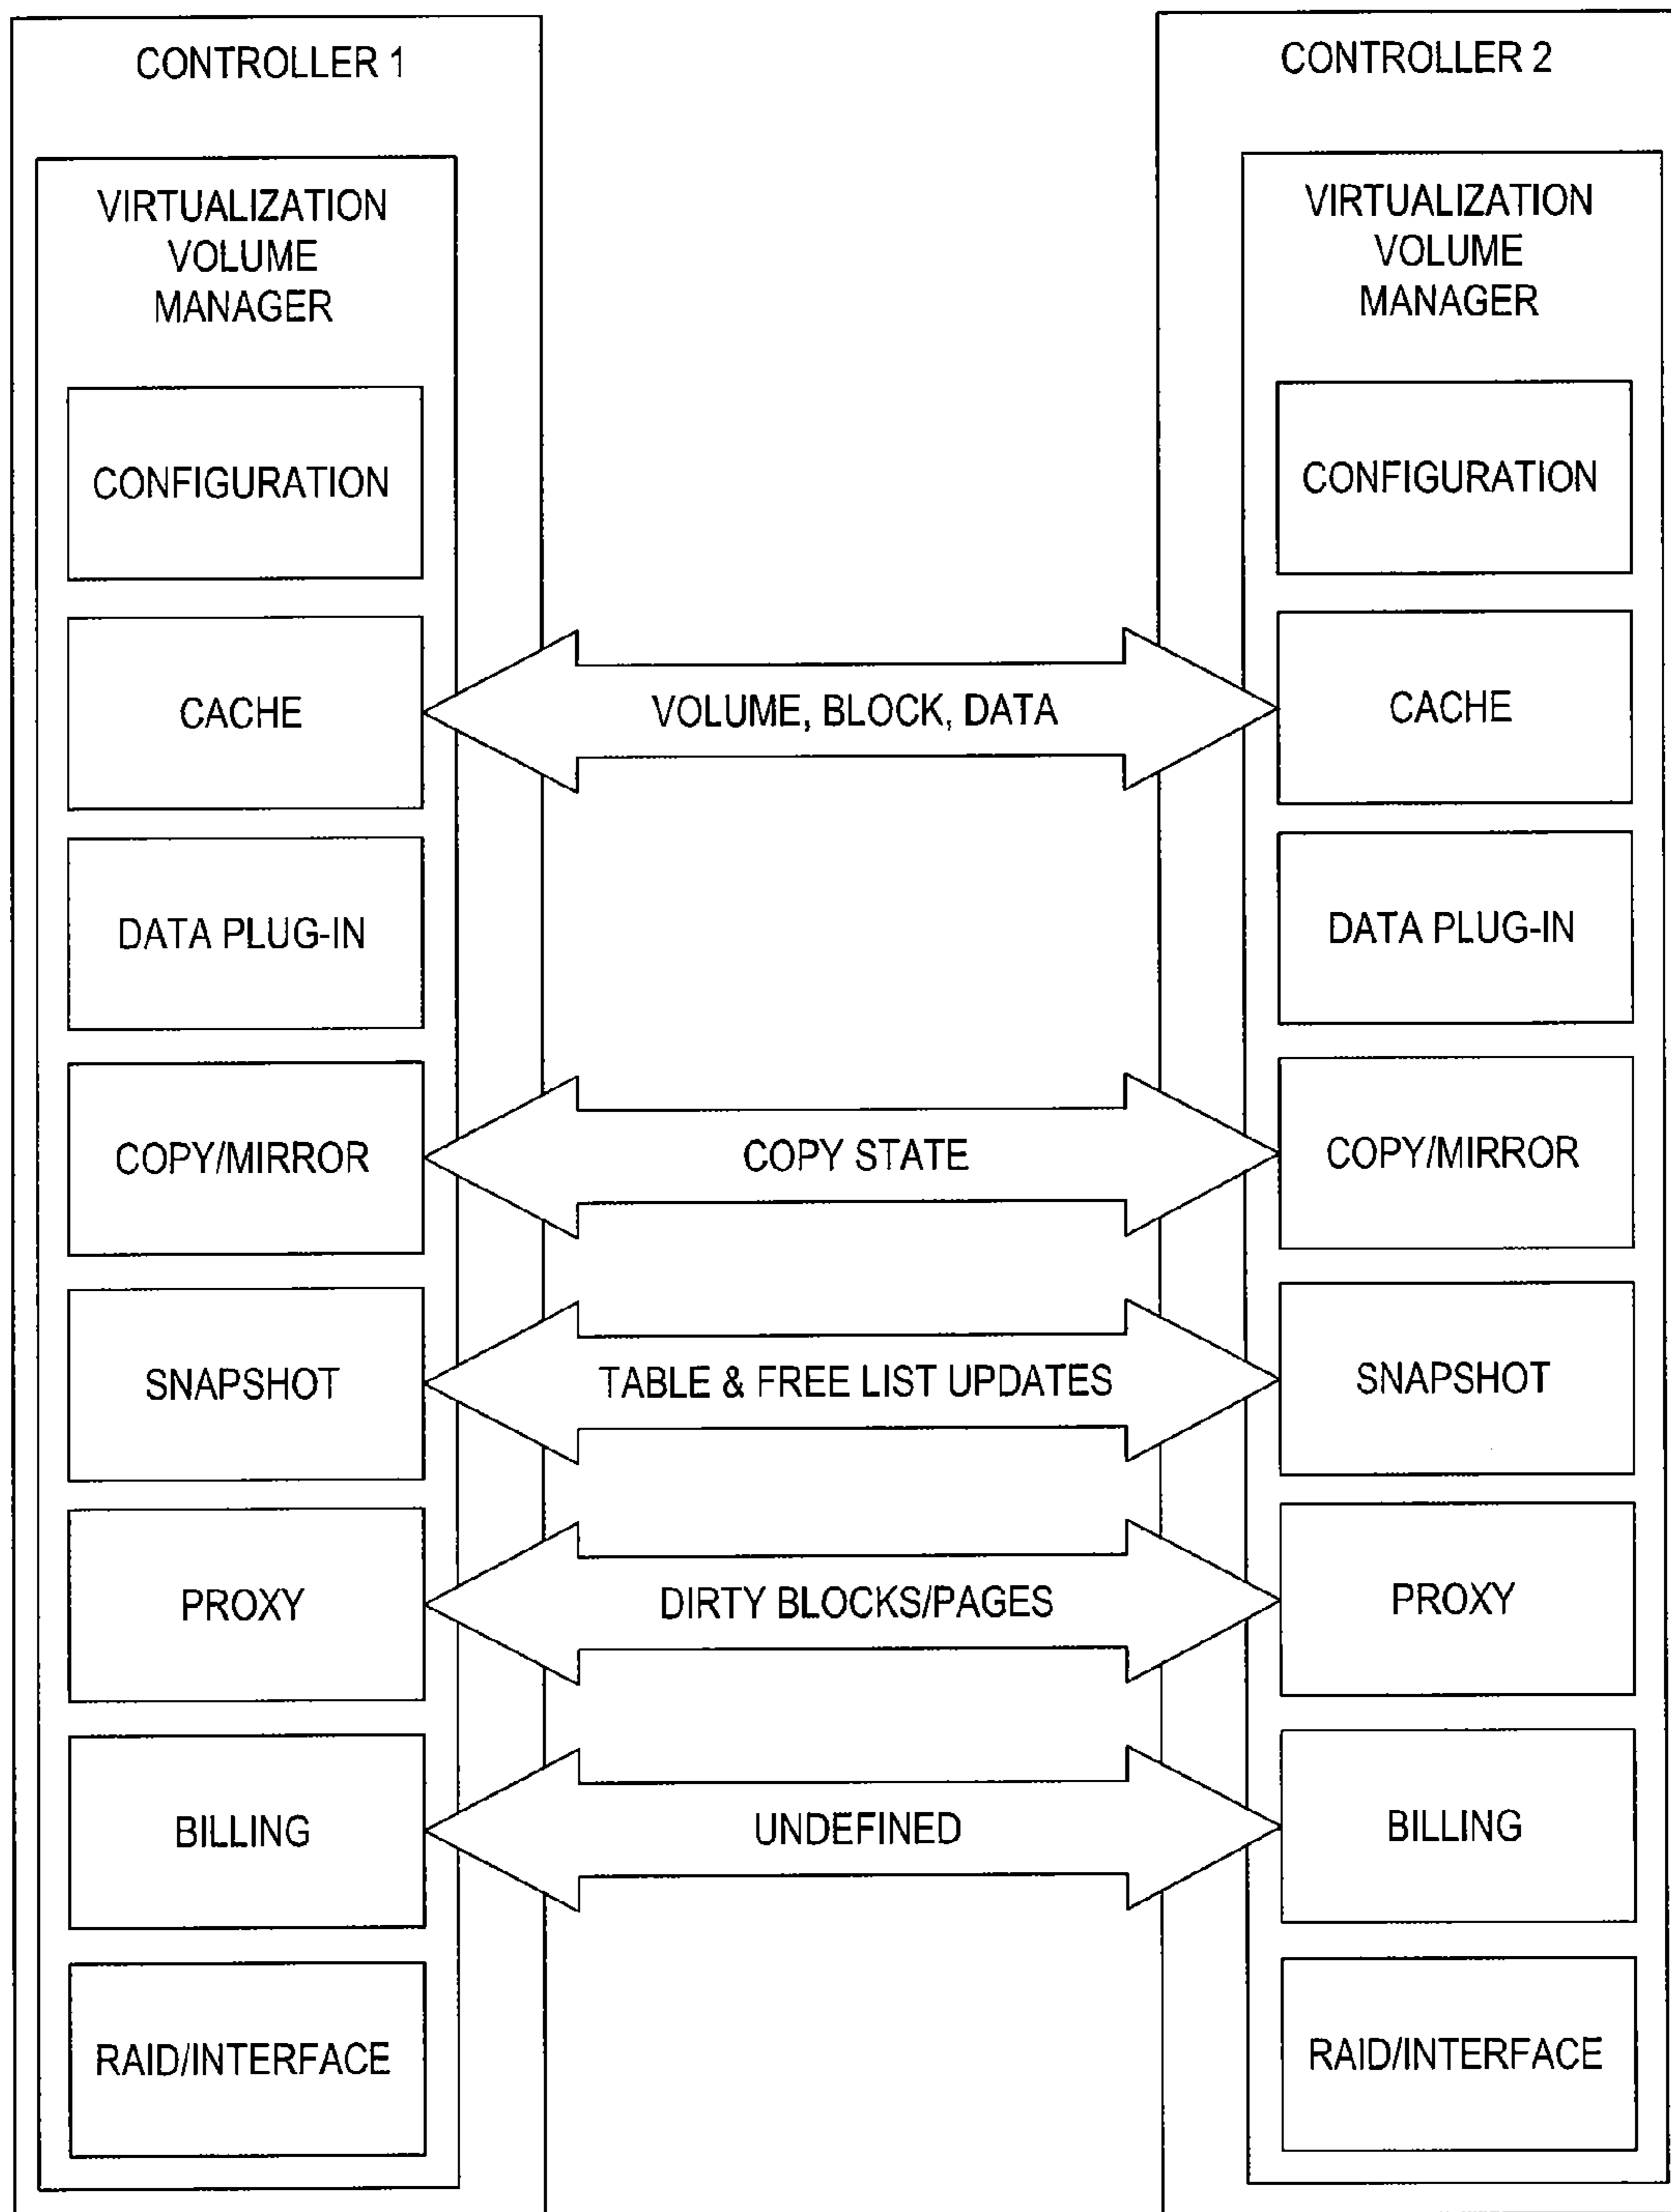 CONTROLLER 1
CONTROLLER 2
VIRTUALIZATION
VOLUME
MANAGER
VIRTUALIZATION
VOLUME
MANAGER
CONFIGURATION
CONFIGURATION
CACHE
VOLUME, BLOCK, DATA
CACHE
DATA PLUG-IN
DATA PLUG-IN
COPY/MIRROR
COPY STATE
COPY/MIRROR
SNAPSHOT
TABLE & FREE LIST UPDATES
SNAPSHOT
PROXY
DIRTY BLOCKS/PAGES
PROXY
BILLING
UNDEFINED
BILLING
RAID/INTERFACE
RAID/INTERFACE